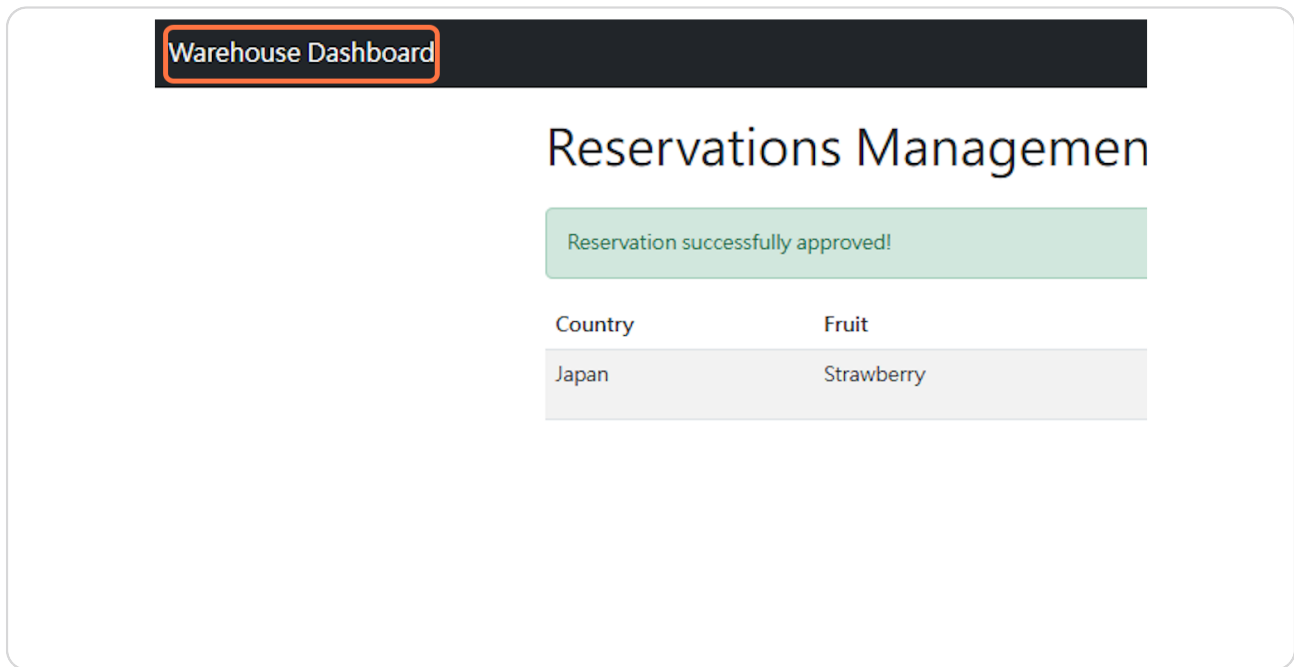 Warehouse Dashboard
Reservations Managemen
Reservation successfully approved!
Country Fruit
Japan Strawberry